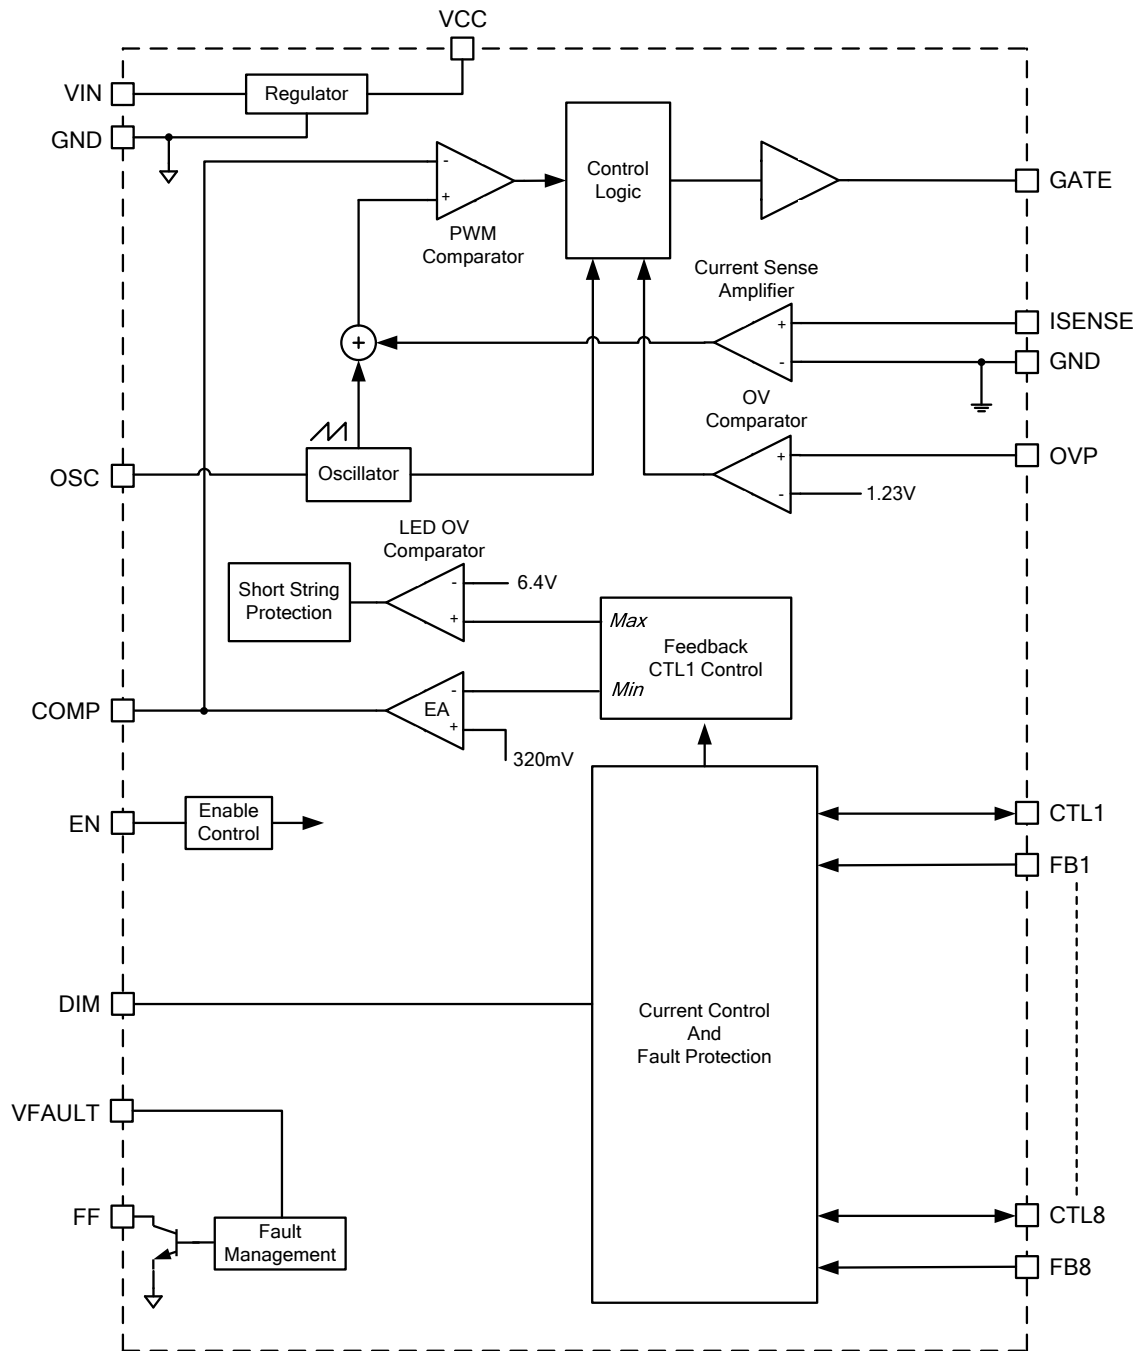 VCC
VIN
Regulator
GND
-
+
PWM
Comparator
Control
Logic
GATE
Current Sense
Amplifier
+
-
ISENSE
GND
+
OV
Comparator
OSC
Oscillator
+
-
1.23V
OVP
LED OV
Comparator
Short String
Protection
-
+
6.4V
Max
Feedback
CTL1 Control
Min
COMP
EA
-
+
320mV
EN
Enable
Control
CTL1
FB1
DIM
Current Control
And
Fault Protection
VFAULT
FF
Fault
Management
CTL8
FB8